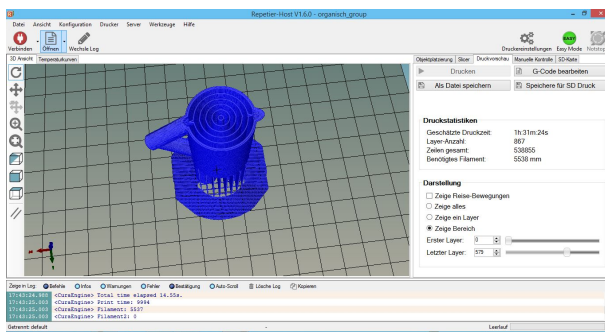 Repetier-Host V1.6.0 - organisch_group
Datei Ansicht Konfiguration Drucker Server Werkzeuge Hilfe
Verbinden Öffnen Wechsle Log Druckereinstellungen Easy Mode Notstop
EASY
3D Ansicht Temperaturkurven
Objektplatzierung Slicer Druckvorschau Manuelle Kontrolle SD-Karte
Drucken G-Code bearbeiten
Als Datei speichern Speichere für SD Druck
Druckstatistiken
Geschätzte Druckzeit: 1h:31m:24s
Layer-Anzahl: 867
Zeilen gesamt: 538855
Benötigtes Filament: 5538 mm
Darstellung
Zeige Reise-Bewegungen
Zeige alles
Zeige ein Layer
Zeige Bereich
Erster Layer: 0
Letzter Layer: 579
Zeige in Log Befehle Infos Warnungen Fehler Bestätigung Auto-Scroll Lösche Log Kopieren
17:43:24.980 <CuraEngine> Total time elapsed 14.55s.
17:43:25.003 <CuraEngine> Print time: 9994
17:43:25.003 <CuraEngine> Filament: 5537
17:43:25.003 <CuraEngine> Filament2: 0
Getrennt: default - Leerlauf